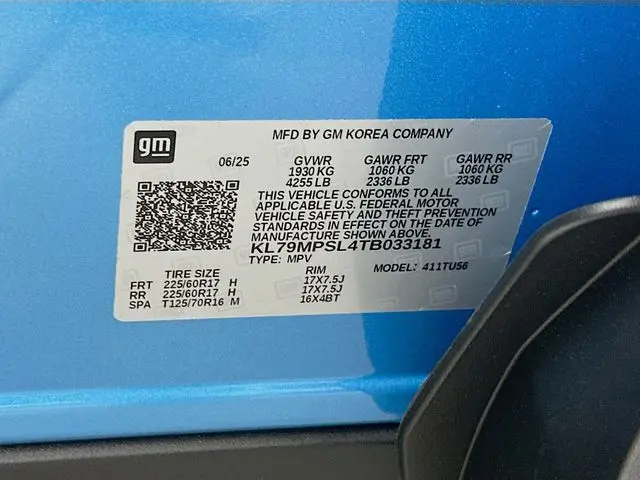 gm
MFD BY GM KOREA COMPANY
06/25 GVWR GAWR FRT GAWR RR
1930 KG 1060 KG 1060 KG
4255 LB 2336 LB 2336 LB
THIS VEHICLE CONFORMS TO ALL
APPLICABLE U.S. FEDERAL MOTOR
VEHICLE SAFETY AND THEFT PREVENTION
STANDARDS IN EFFECT ON THE DATE OF
MANUFACTURE SHOWN ABOVE.
KL79MPSL4TB033181
TYPE: MPV MODEL: 411TU56
TIRE SIZE RIM
FRT 225/60R17 H 17X7.5J
RR 225/60R17 H 17X7.5J
SPA T125/70R16 M 16X4BT